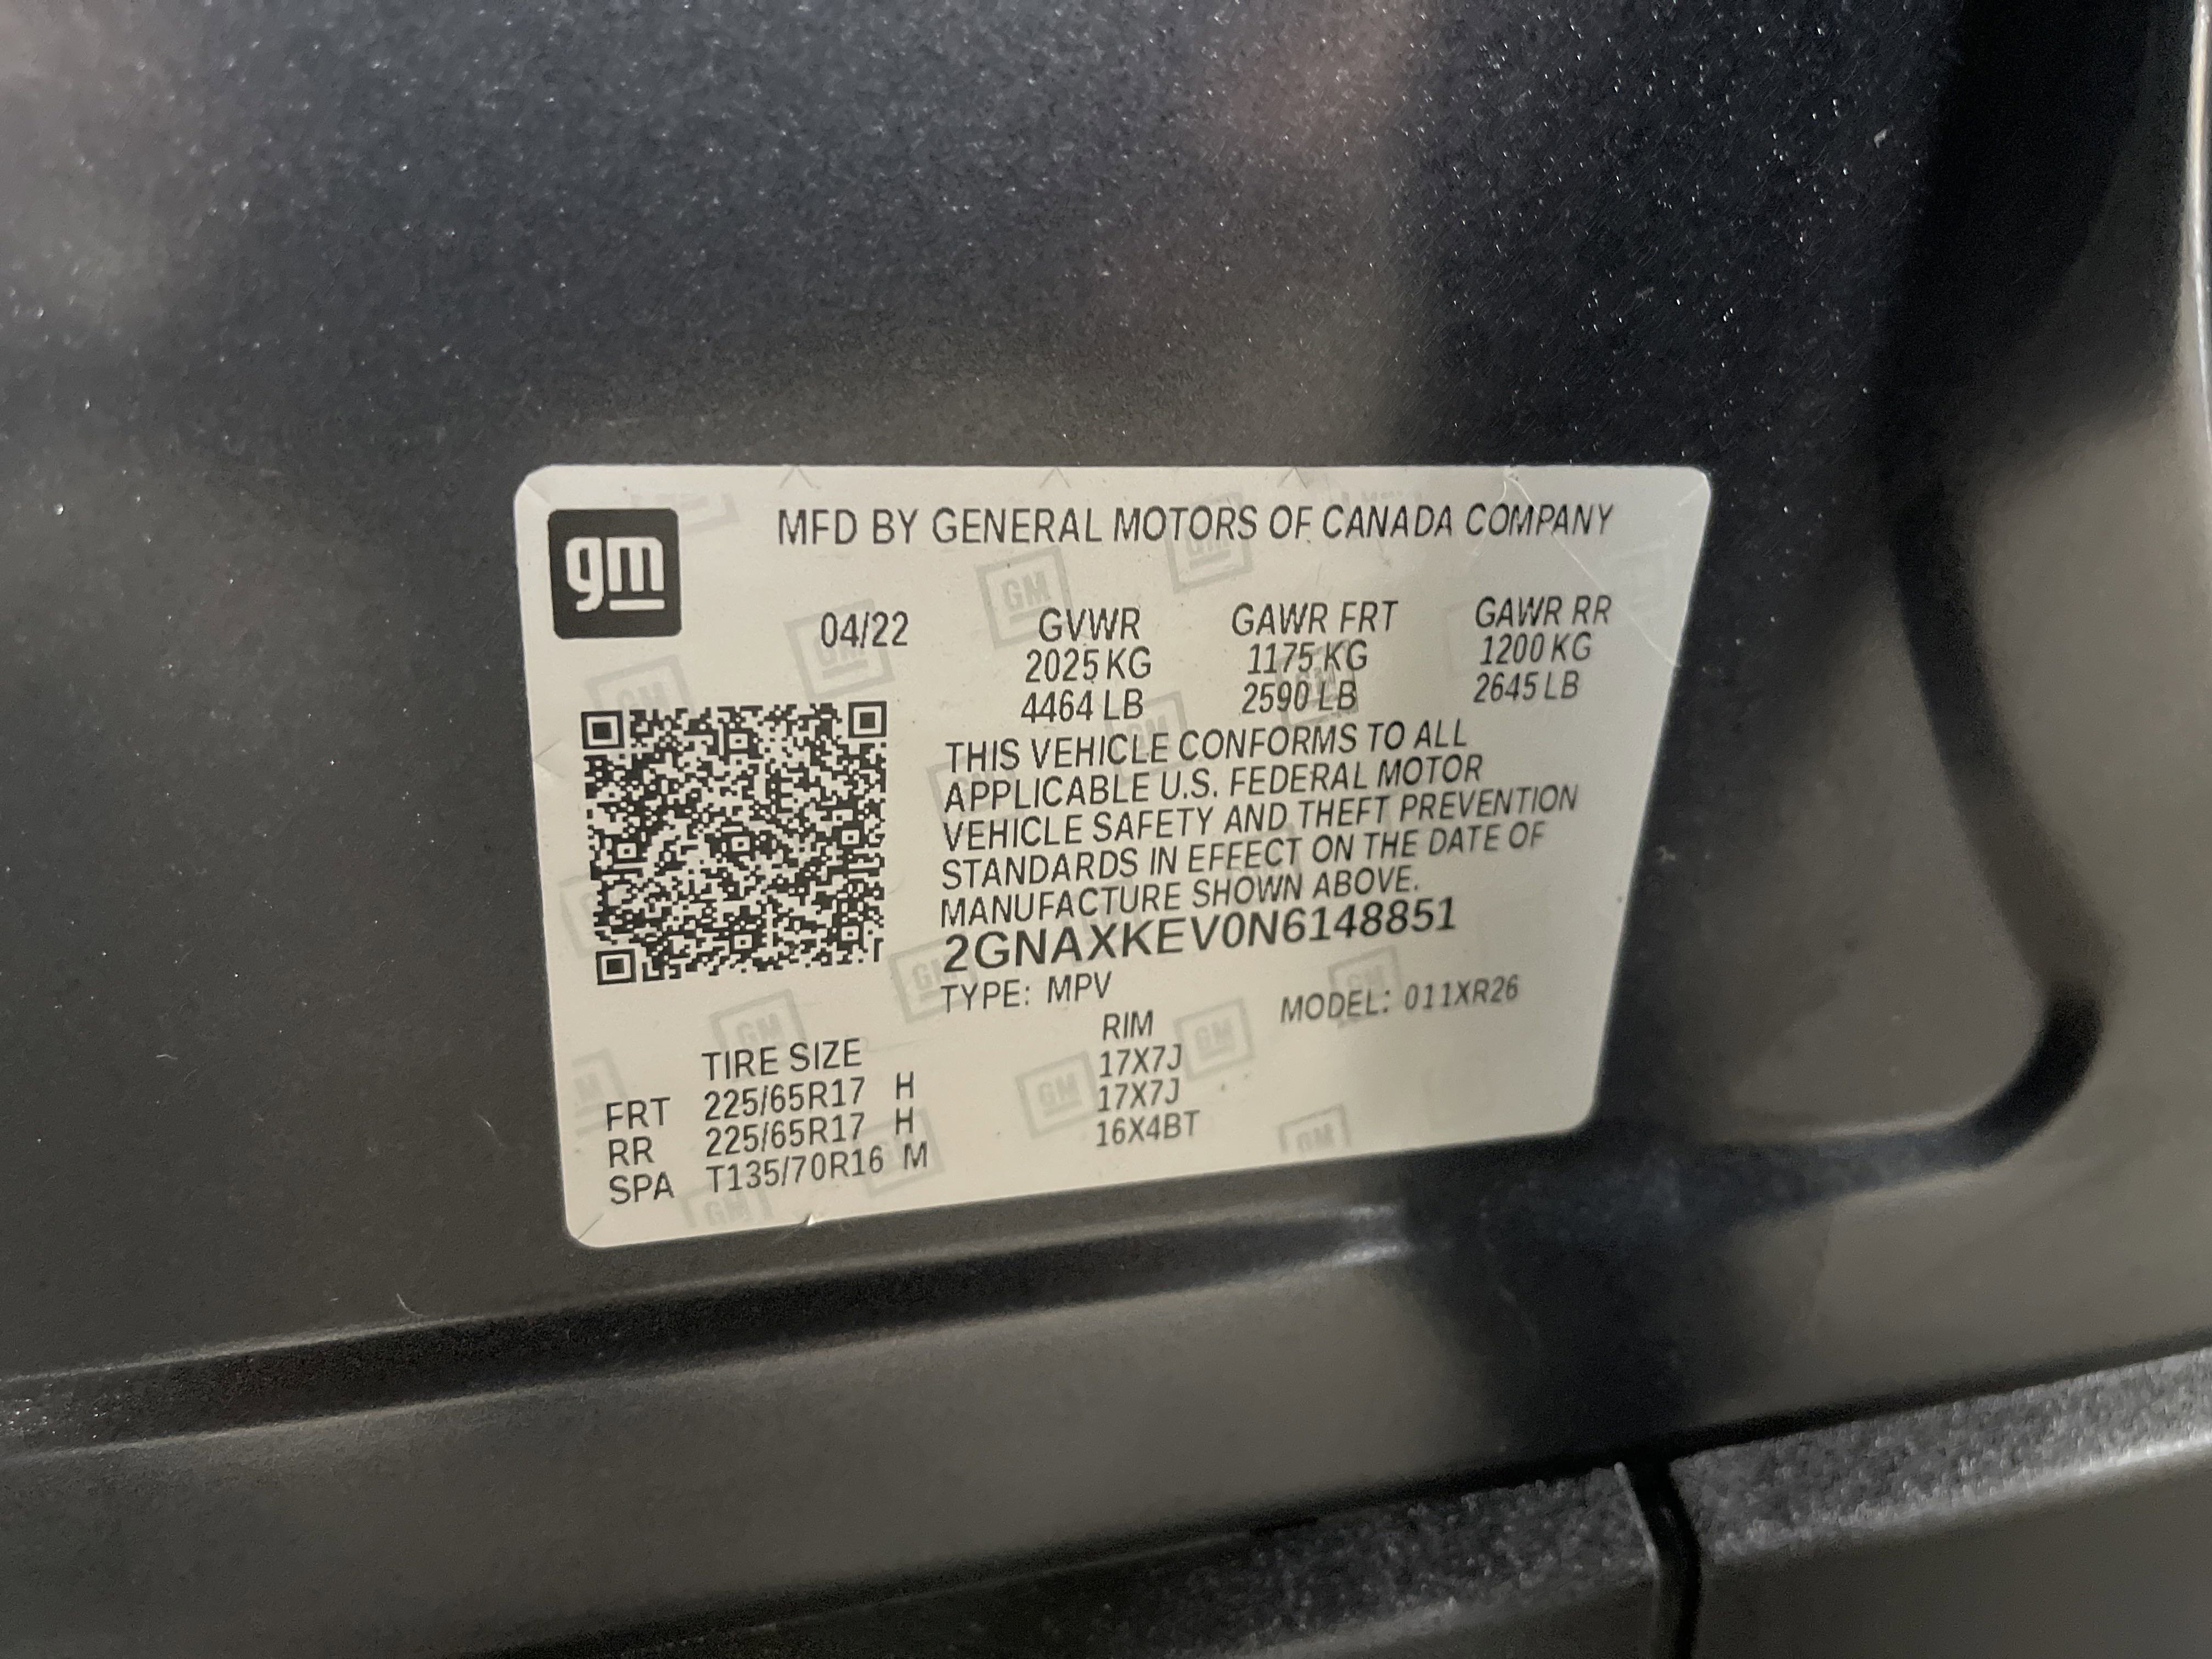 gm
MFD BY GENERAL MOTORS OF CANADA COMPANY
04/22 GVWR GAWR FRT GAWR RR
2025 KG 1175 KG 1200 KG
4464 LB 2590 LB 2645 LB
THIS VEHICLE CONFORMS TO ALL
APPLICABLE U.S. FEDERAL MOTOR
VEHICLE SAFETY AND THEFT PREVENTION
STANDARDS IN EFFECT ON THE DATE OF
MANUFACTURE SHOWN ABOVE.
2GNAXKEV0N6148851
TYPE: MPV MODEL: 011XR26
TIRE SIZE RIM
FRT 225/65R17 H 17X7J
RR 225/65R17 H 17X7J
SPA T135/70R16 M 16X4BT